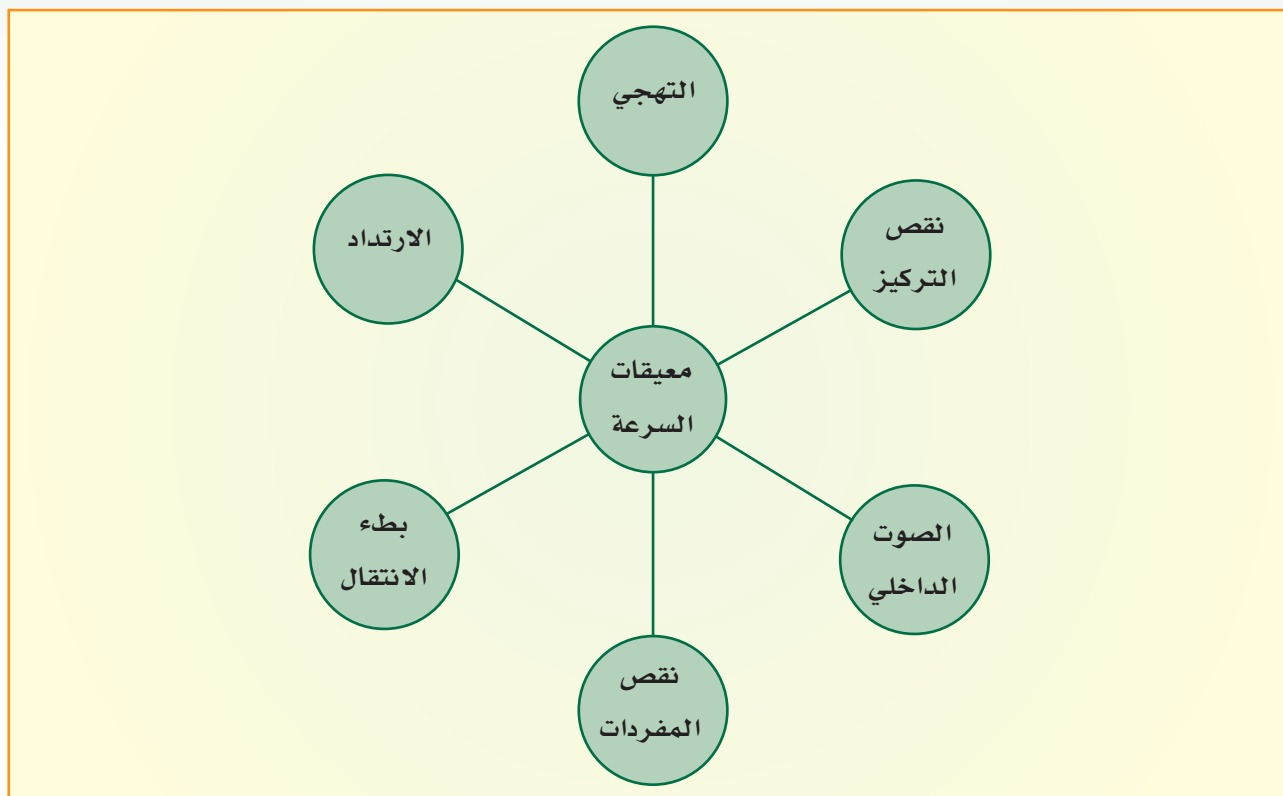 التهجي
نقص
التركيز
الارتداد
معيقات
السرعة
الصوت
الداخلي
بطء
الانتقال
نقص
المفردات